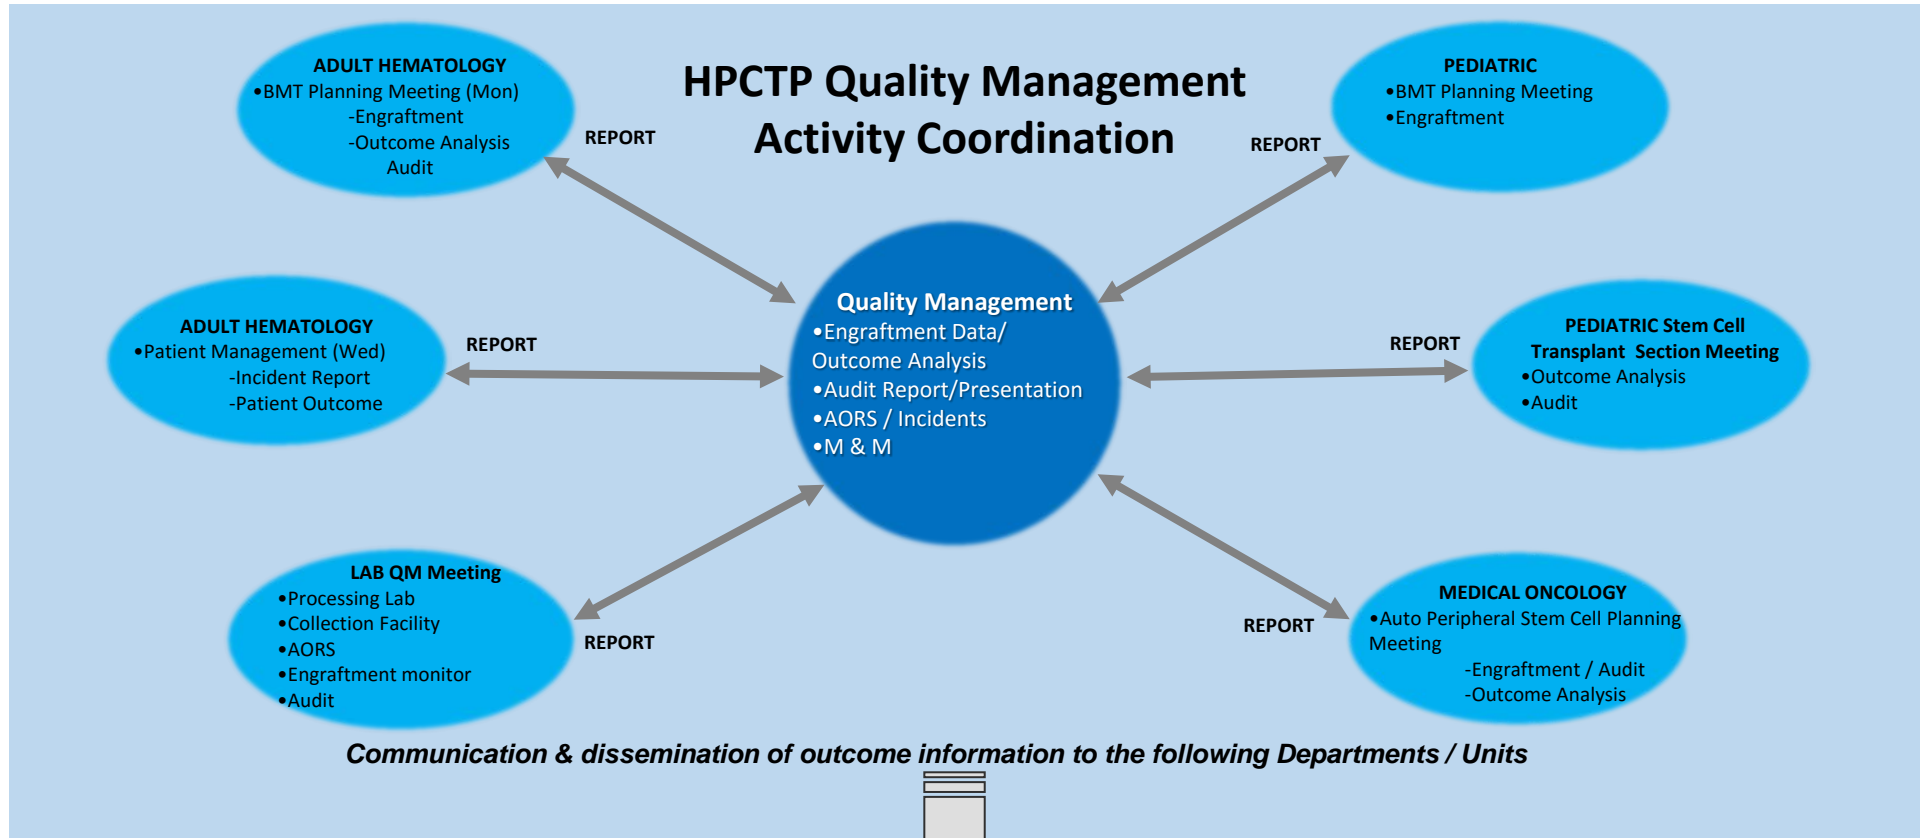 HPCTP Quality Management
Activity Coordination
ADULT HEMATOLOGY
•BMT Planning Meeting (Mon)
-Engraftment
-Outcome Analysis
Audit
REPORT
PEDIATRIC
•BMT Planning Meeting
•Engraftment
REPORT
ADULT HEMATOLOGY
•Patient Management (Wed)
-Incident Report
-Patient Outcome
REPORT
Quality Management
•Engraftment Data/
Outcome Analysis
•Audit Report/Presentation
•AORS / Incidents
•M & M
PEDIATRIC Stem Cell
Transplant Section Meeting
•Outcome Analysis
•Audit
REPORT
LAB QM Meeting
•Processing Lab
•Collection Facility
•AORS
•Engraftment monitor
•Audit
REPORT
MEDICAL ONCOLOGY
•Auto Peripheral Stem Cell Planning
Meeting
-Engraftment / Audit
-Outcome Analysis
REPORT
Communication & dissemination of outcome information to the following Departments / Units